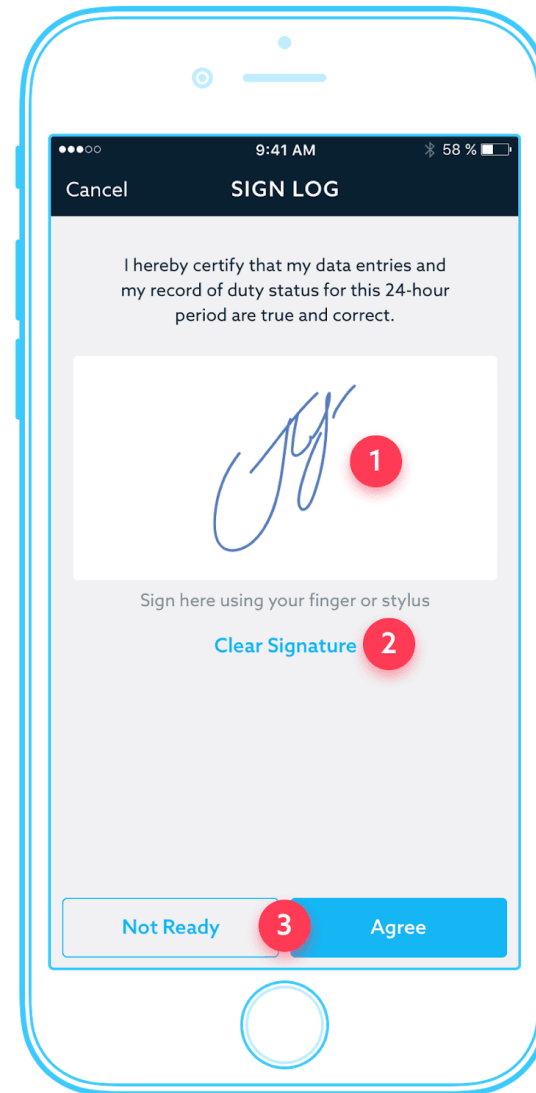 9:41 AM 58 %
Cancel SIGN LOG
I hereby certify that my data entries and
my record of duty status for this 24-hour
period are true and correct.
1
Sign here using your finger or stylus
Clear Signature 2
Not Ready 3 Agree